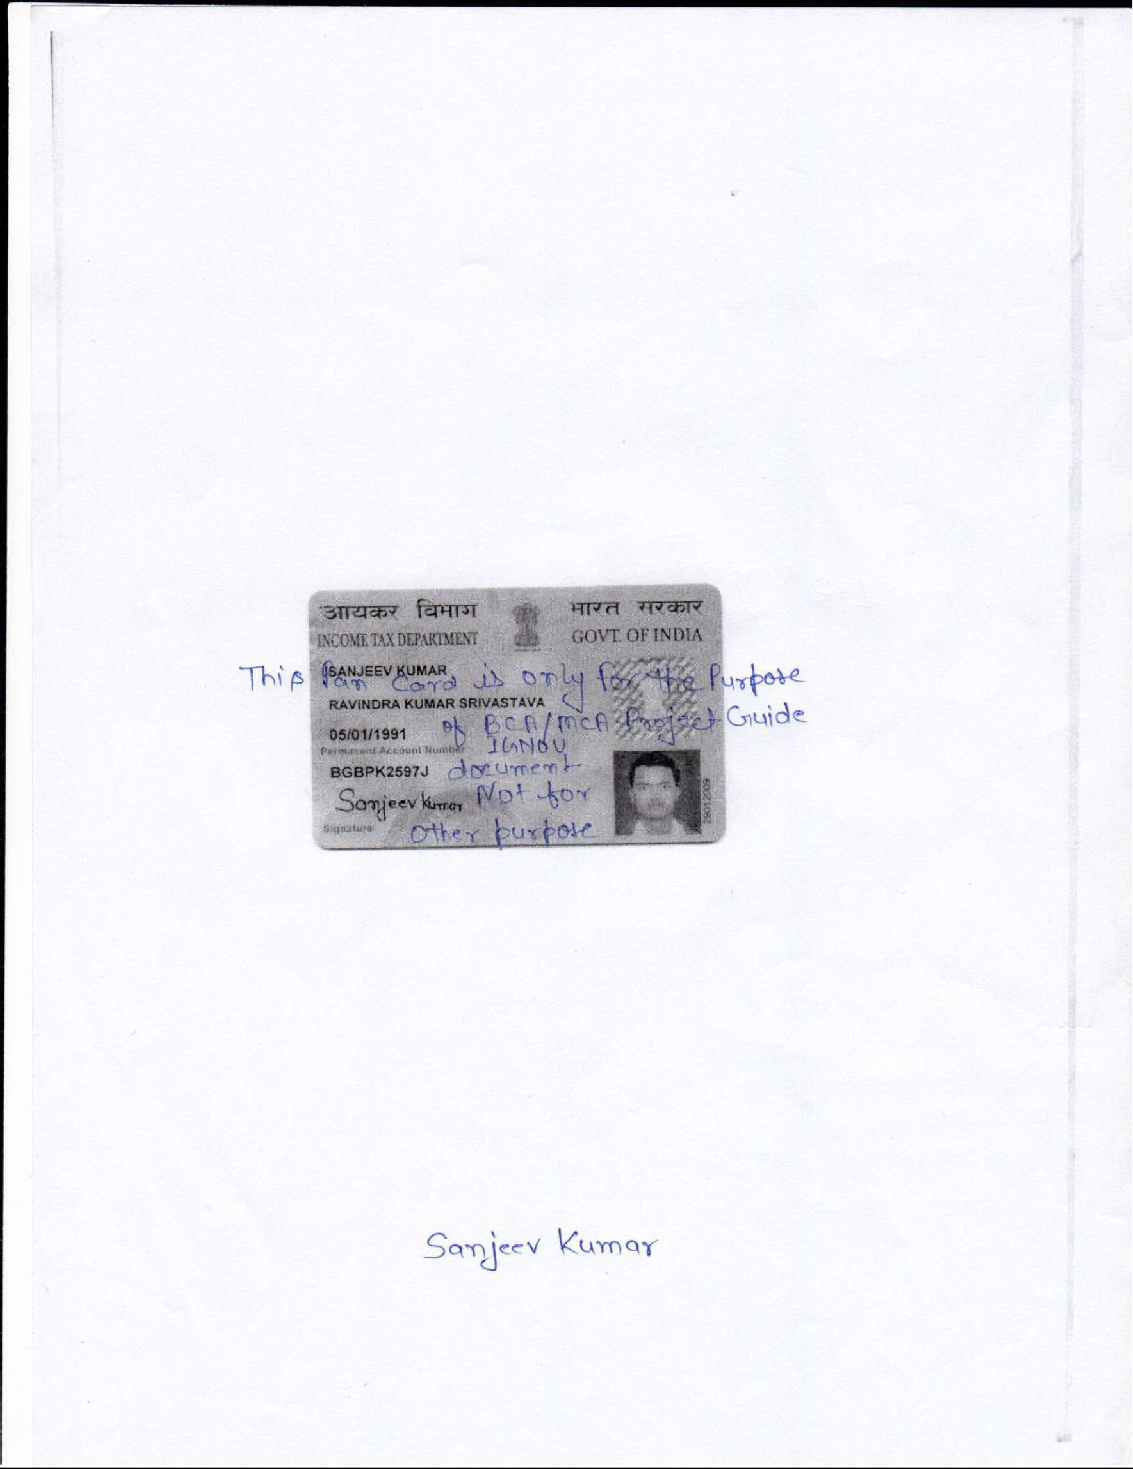 आयकर विभाग भारत सरकार
INCOME TAX DEPARTMENT GOVT. OF INDIA
SANJEEV KUMAR
This Pan Card is only for the Purpose
RAVINDRA KUMAR SRIVASTAVA
of BCA/MCA Project Guide
05/01/1991
IGNOU
Permanent Account Number
BGBPK2597J document
Sanjeev Kumar Not for
Signature other purpose
29012009
Sanjeev Kumar